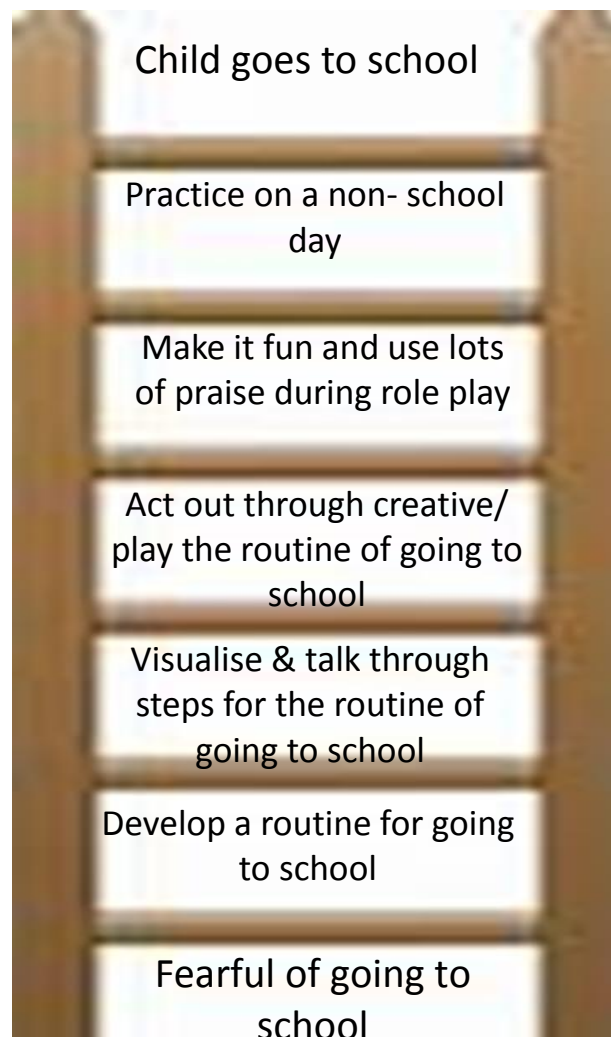 Child goes to school
Practice on a non- school
day
Make it fun and use lots
of praise during role play
Act out through creative/
play the routine of going to
school
Visualise & talk through
steps for the routine of
going to school
Develop a routine for going
to school
Fearful of going to
school